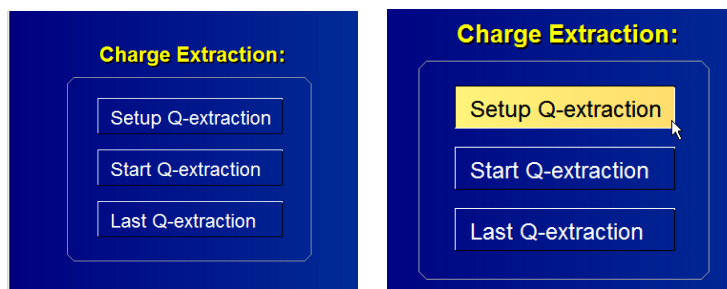 Charge Extraction:
Setup Q-extraction
Start Q-extraction
Last Q-extraction
Charge Extraction:
Setup Q-extraction
Start Q-extraction
Last Q-extraction